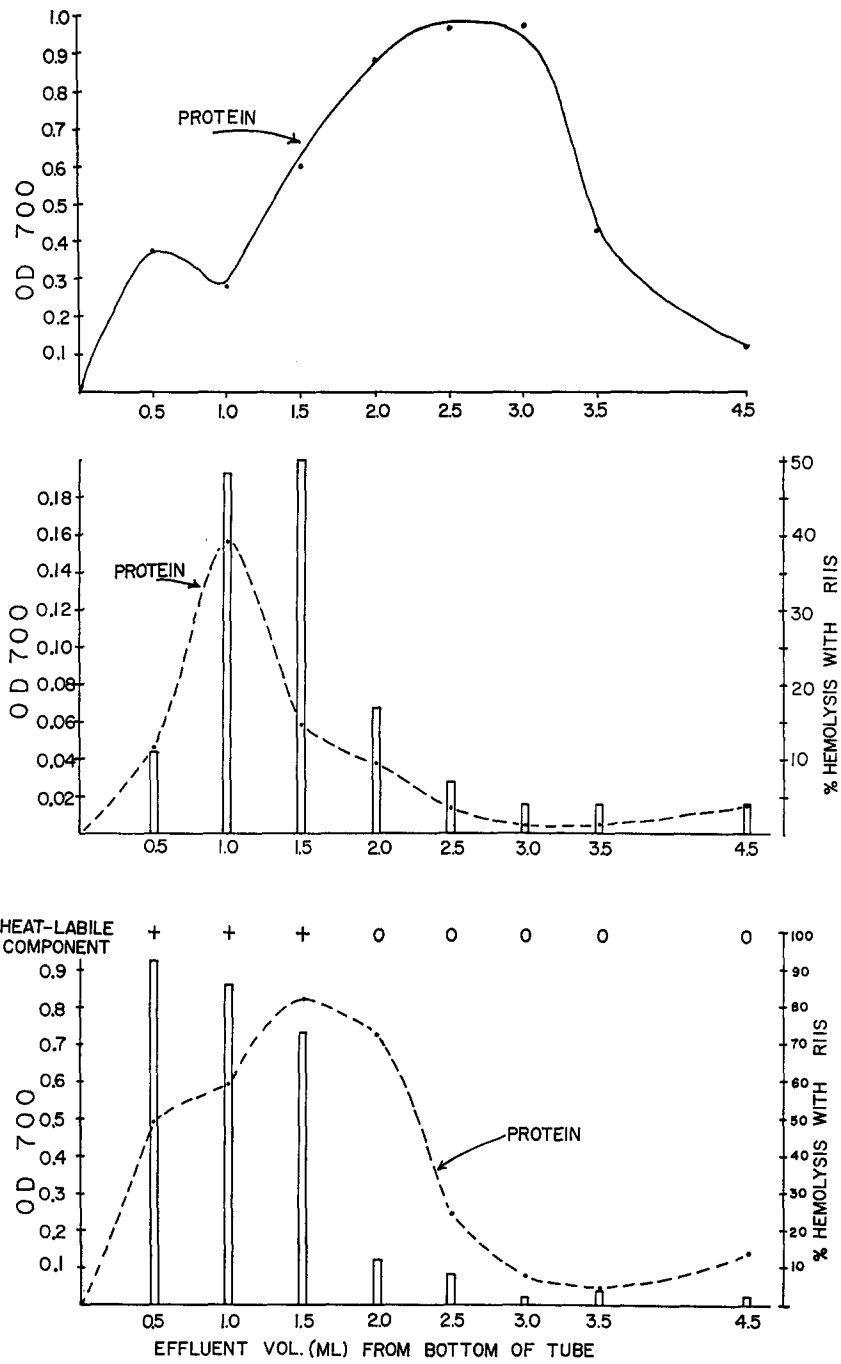 1.0
0.9
0.8
0.7
0.6
0.5
0.4
0.3
0.2
0.1
OD 700
PROTEIN
0.5 1.0 1.5 2.0 2.5 3.0 3.5 4.5
0.18
0.16
0.14
0.12
0.10
0.08
0.06
0.04
0.02
OD 700
PROTEIN
50
40
30
20
10
% HEMOLYSIS WITH RIIS
0.5 1.0 1.5 2.0 2.5 3.0 3.5 4.5
HEAT-LABILE
COMPONENT
+ + + O O O O O
0.9
0.8
0.7
0.6
0.5
0.4
0.3
0.2
0.1
OD 700
PROTEIN
100
90
80
70
60
50
40
30
20
10
% HEMOLYSIS WITH RIIS
0.5 1.0 1.5 2.0 2.5 3.0 3.5 4.5
EFFLUENT VOL. (ML) FROM BOTTOM OF TUBE